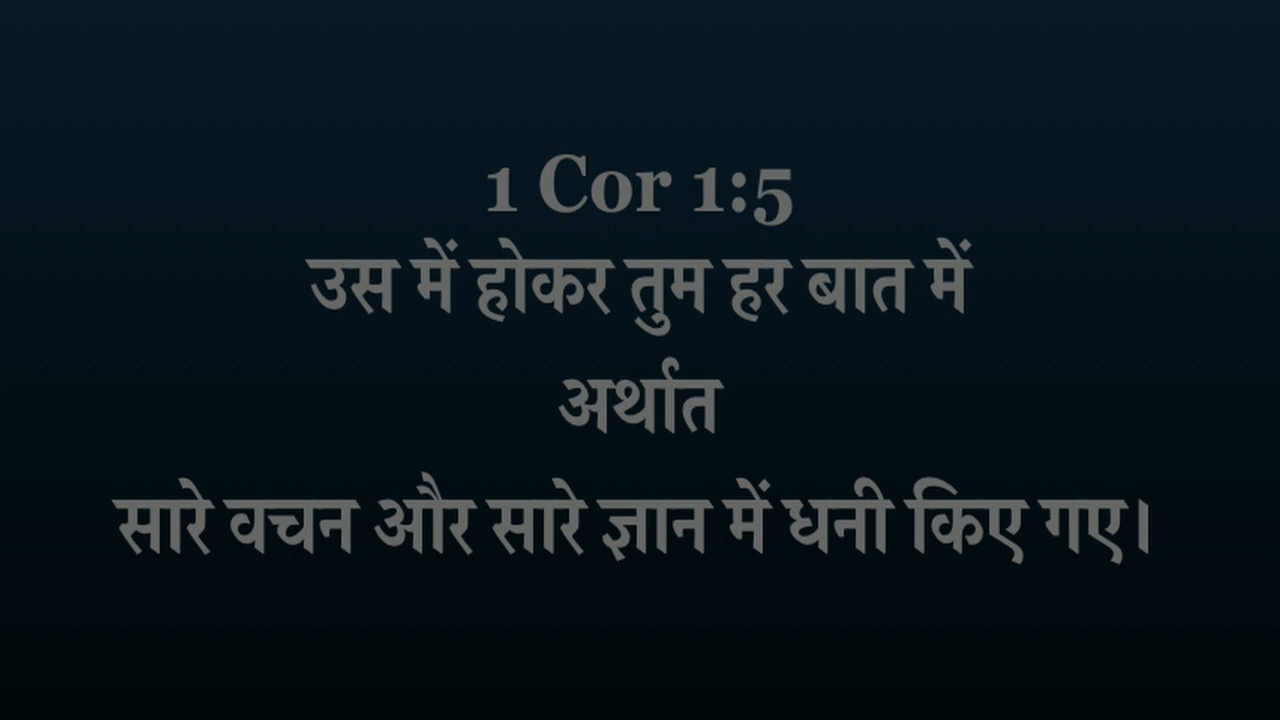 1 Cor 1:5
उस में होकर तुम हर बात में
अर्थात
सारे वचन और सारे ज्ञान में धनी किए गए।